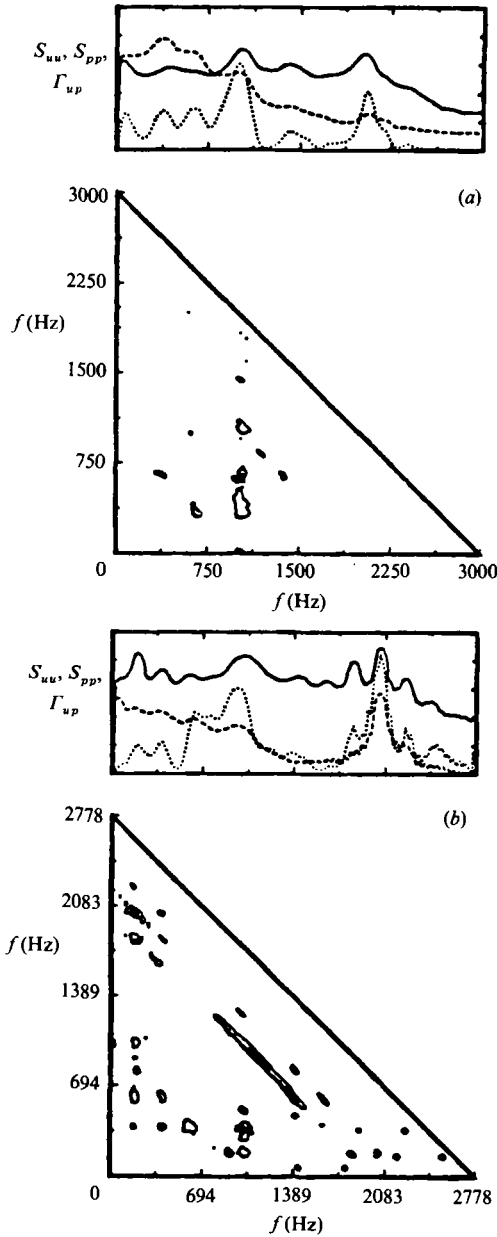 S_uu, S_pp,
Γ_up
(a)
3000
2250
f (Hz)
1500
750
0 750 1500 2250 3000
f (Hz)
S_uu, S_pp,
Γ_up
(b)
2778
2083
f (Hz)
1389
694
0 694 1389 2083 2778
f (Hz)